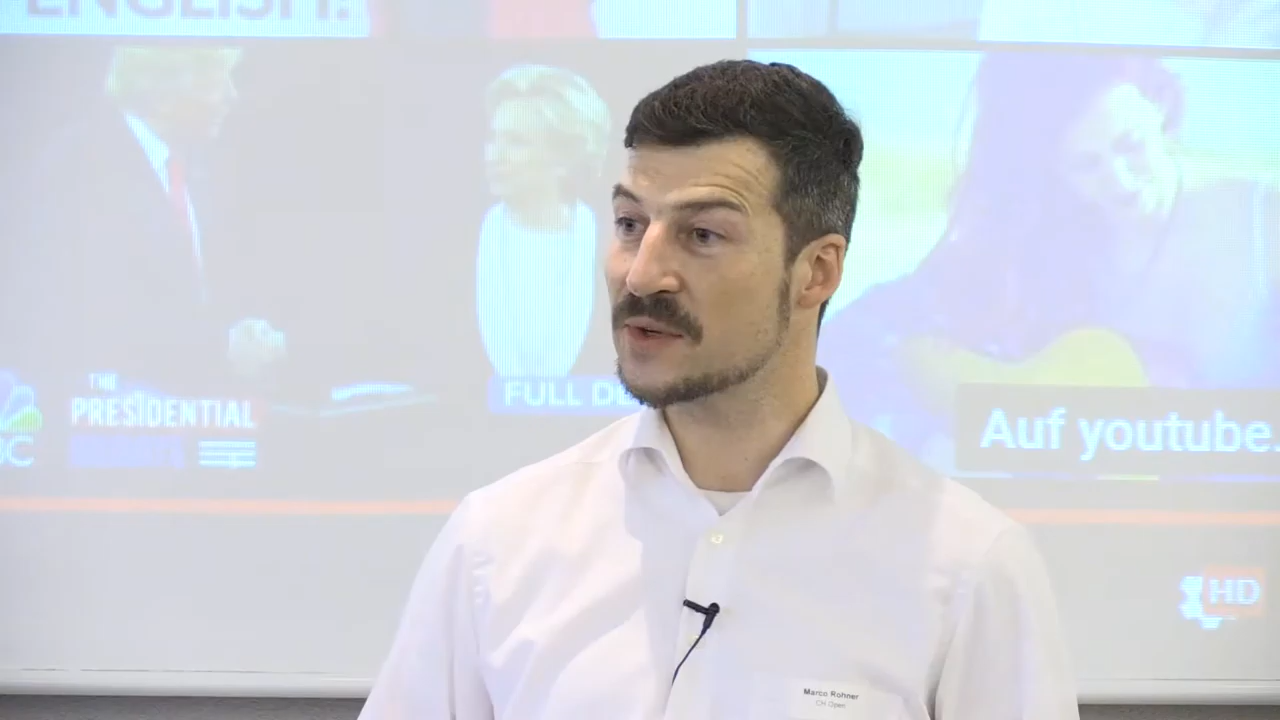 ENGLISH!
THE
PRESIDENTIAL
FULL DE
Auf youtube.
HD
Marco Rohner
CH Open